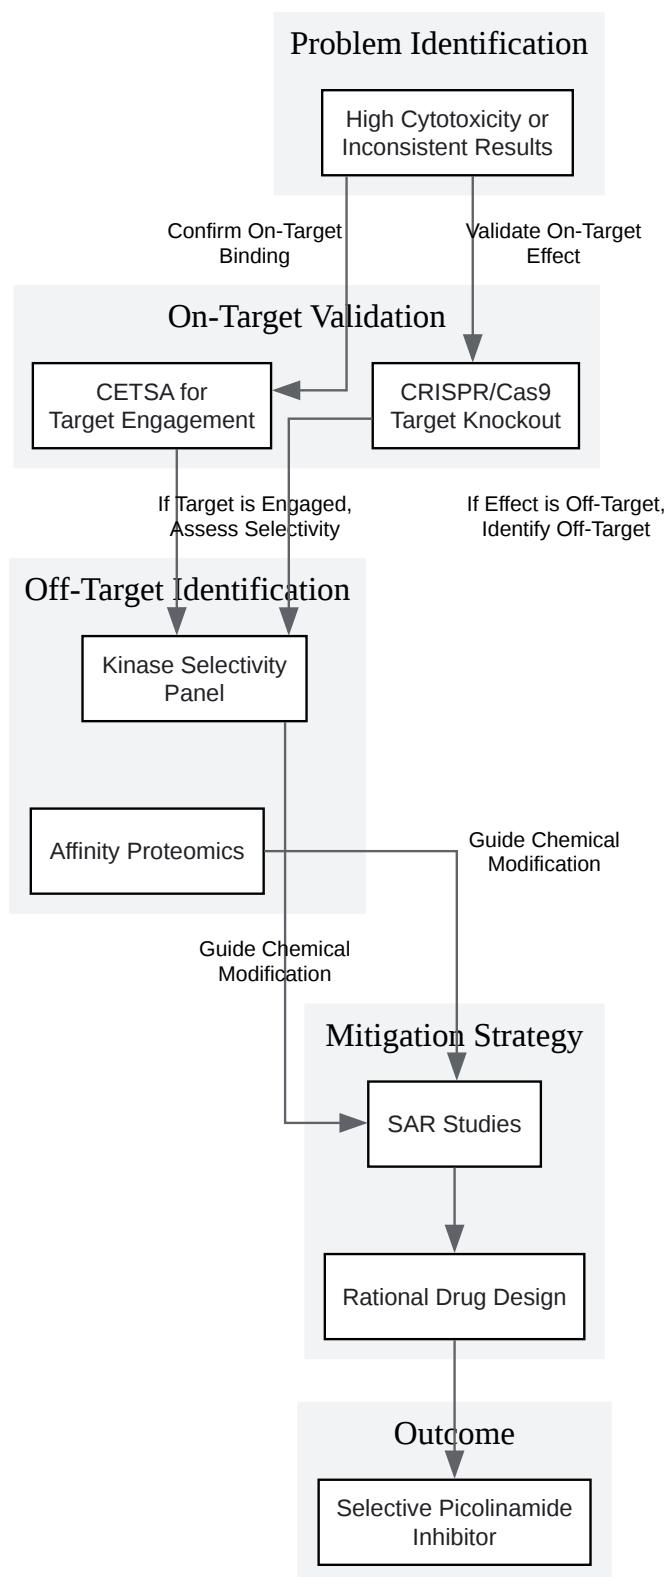 Problem Identification
High Cytotoxicity or
Inconsistent Results
Confirm On-Target
Binding
Validate On-Target
Effect
On-Target Validation
CETSA for
Target Engagement
CRISPR/Cas9
Target Knockout
If Target is Engaged,
Assess Selectivity
If Effect is Off-Target,
Identify Off-Target
Off-Target Identification
Kinase Selectivity
Panel
Affinity Proteomics
Guide Chemical
Modification
Guide Chemical
Modification
Mitigation Strategy
SAR Studies
Rational Drug Design
Outcome
Selective Picolinamide
Inhibitor